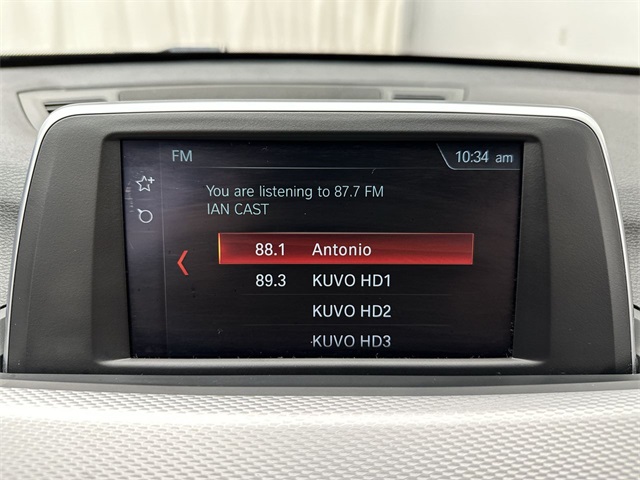 FM
10:34 am
You are listening to 87.7 FM
IAN CAST
88.1 Antonio
89.3 KUVO HD1
KUVO HD2
KUVO HD3